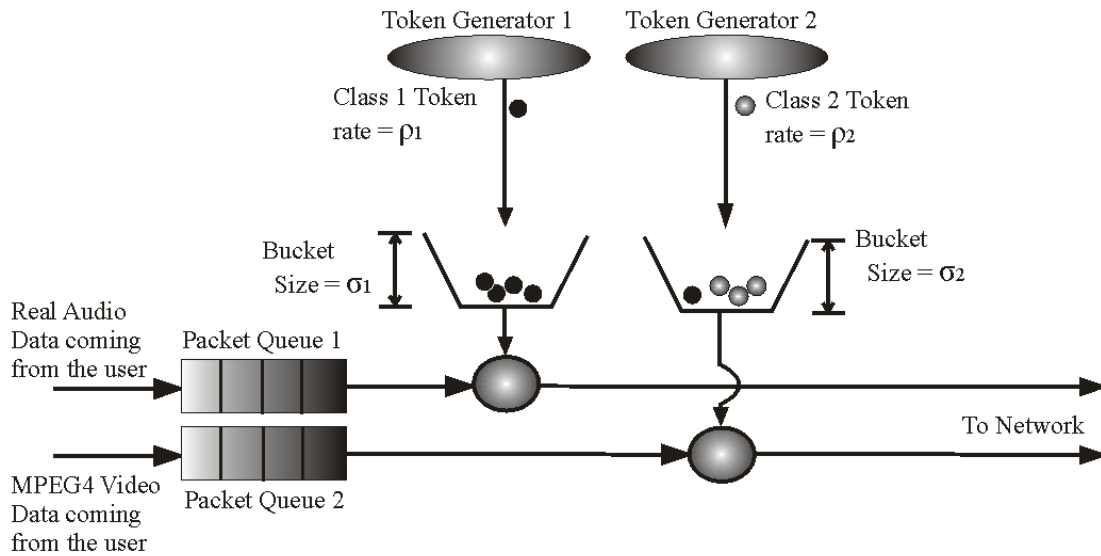 Token Generator 1
Token Generator 2
Class 1 Token
rate = ρ1
Class 2 Token
rate = ρ2
Bucket
Size = σ1
Bucket
Size = σ2
Real Audio
Data coming
from the user
Packet Queue 1
To Network
MPEG4 Video
Data coming
from the user
Packet Queue 2